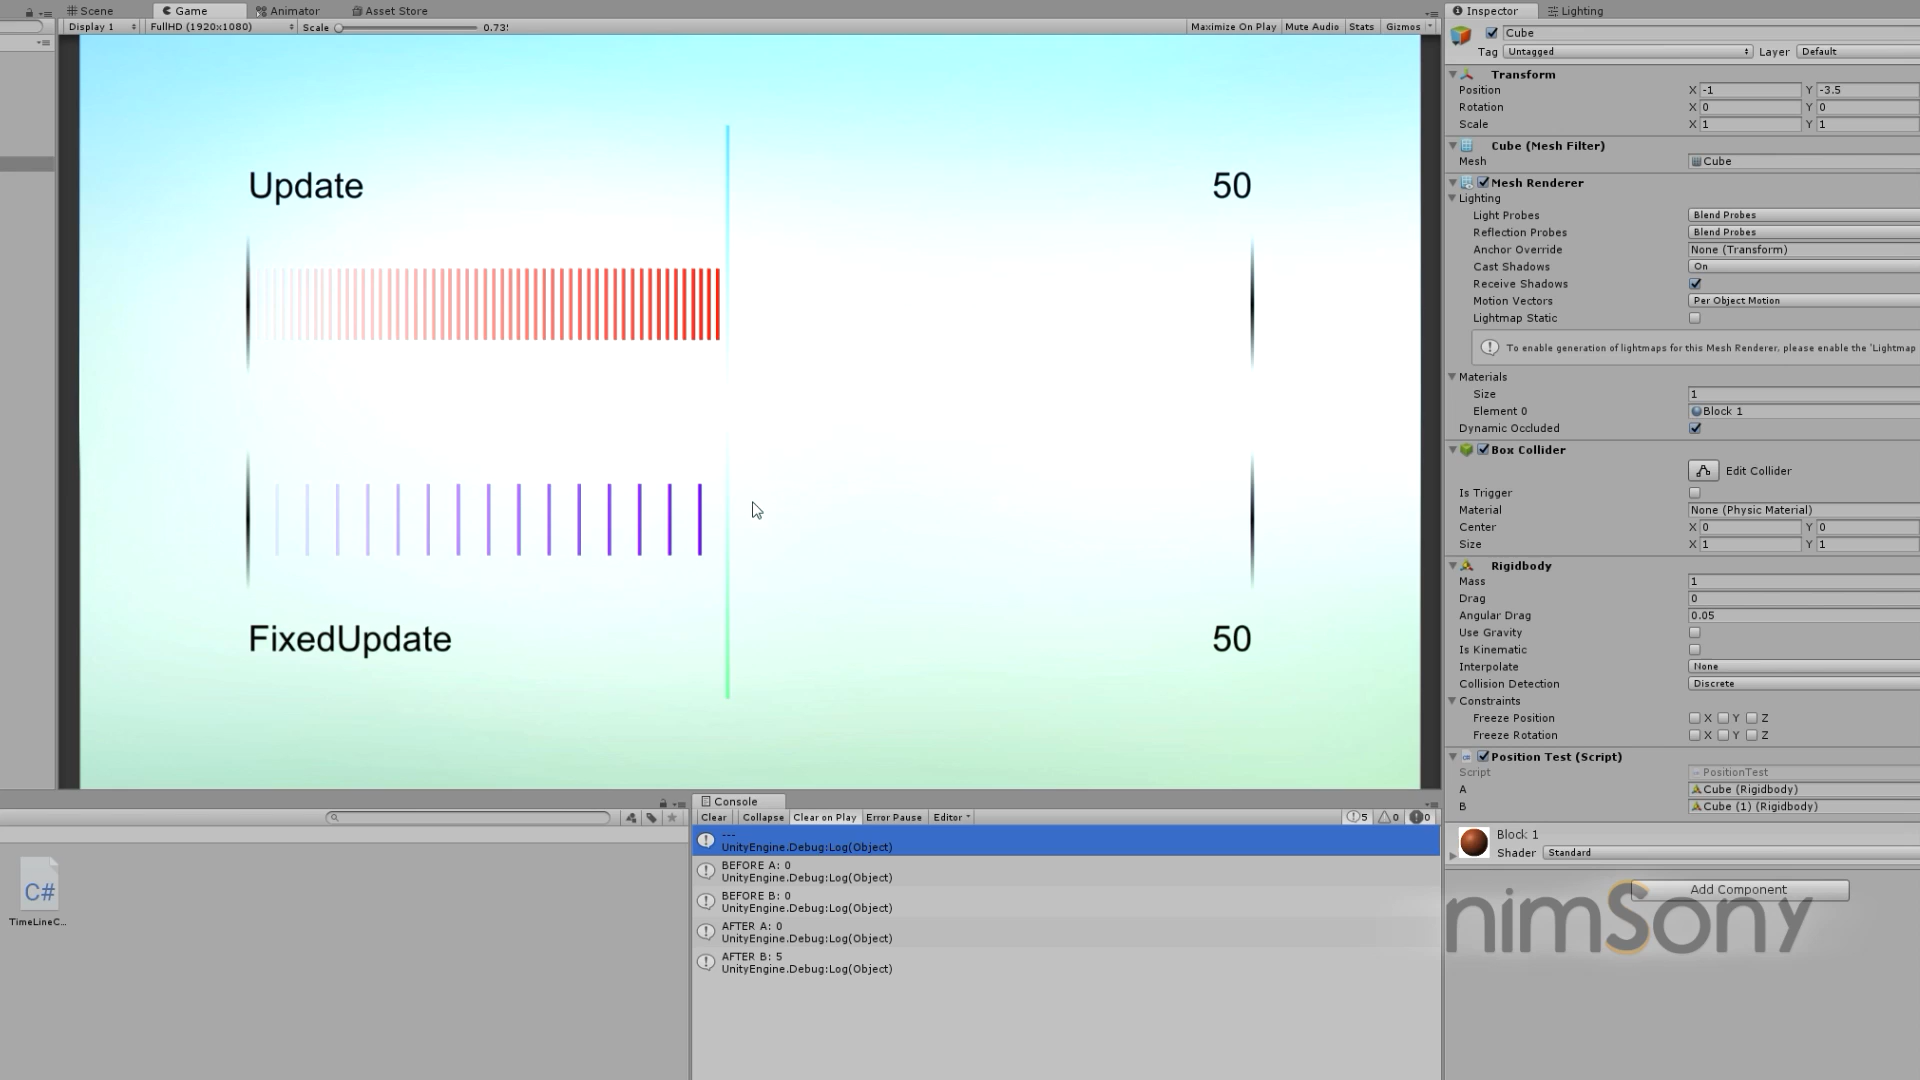 Scene
Game
Animator
Asset Store
Display 1
FullHD (1920x1080)
Scale
0.73
Maximize On Play
Mute Audio
Stats
Gizmos
Update
50
FixedUpdate
50
C#
TimeLineC...
Console
Clear
Collapse
Clear on Play
Error Pause
Editor
5
0
0
---
UnityEngine.Debug:Log(Object)
BEFORE A: 0
UnityEngine.Debug:Log(Object)
BEFORE B: 0
UnityEngine.Debug:Log(Object)
AFTER A: 0
UnityEngine.Debug:Log(Object)
AFTER B: 5
UnityEngine.Debug:Log(Object)
Inspector
Lighting
Cube
Tag Untagged Layer Default
Transform
Position X -1 Y -3.5
Rotation X 0 Y 0
Scale X 1 Y 1
Cube (Mesh Filter)
Mesh Cube
Mesh Renderer
Lighting
Light Probes Blend Probes
Reflection Probes Blend Probes
Anchor Override None (Transform)
Cast Shadows On
Receive Shadows
Motion Vectors Per Object Motion
Lightmap Static
To enable generation of lightmaps for this Mesh Renderer, please enable the 'Lightmap
Materials
Size 1
Element 0 Block 1
Dynamic Occluded
Box Collider
Edit Collider
Is Trigger
Material None (Physic Material)
Center X 0 Y 0
Size X 1 Y 1
Rigidbody
Mass 1
Drag 0
Angular Drag 0.05
Use Gravity
Is Kinematic
Interpolate None
Collision Detection Discrete
Constraints
Freeze Position X Y Z
Freeze Rotation X Y Z
Position Test (Script)
Script PositionTest
A Cube (Rigidbody)
B Cube (1) (Rigidbody)
Block 1
Shader Standard
Add Component
nimSony